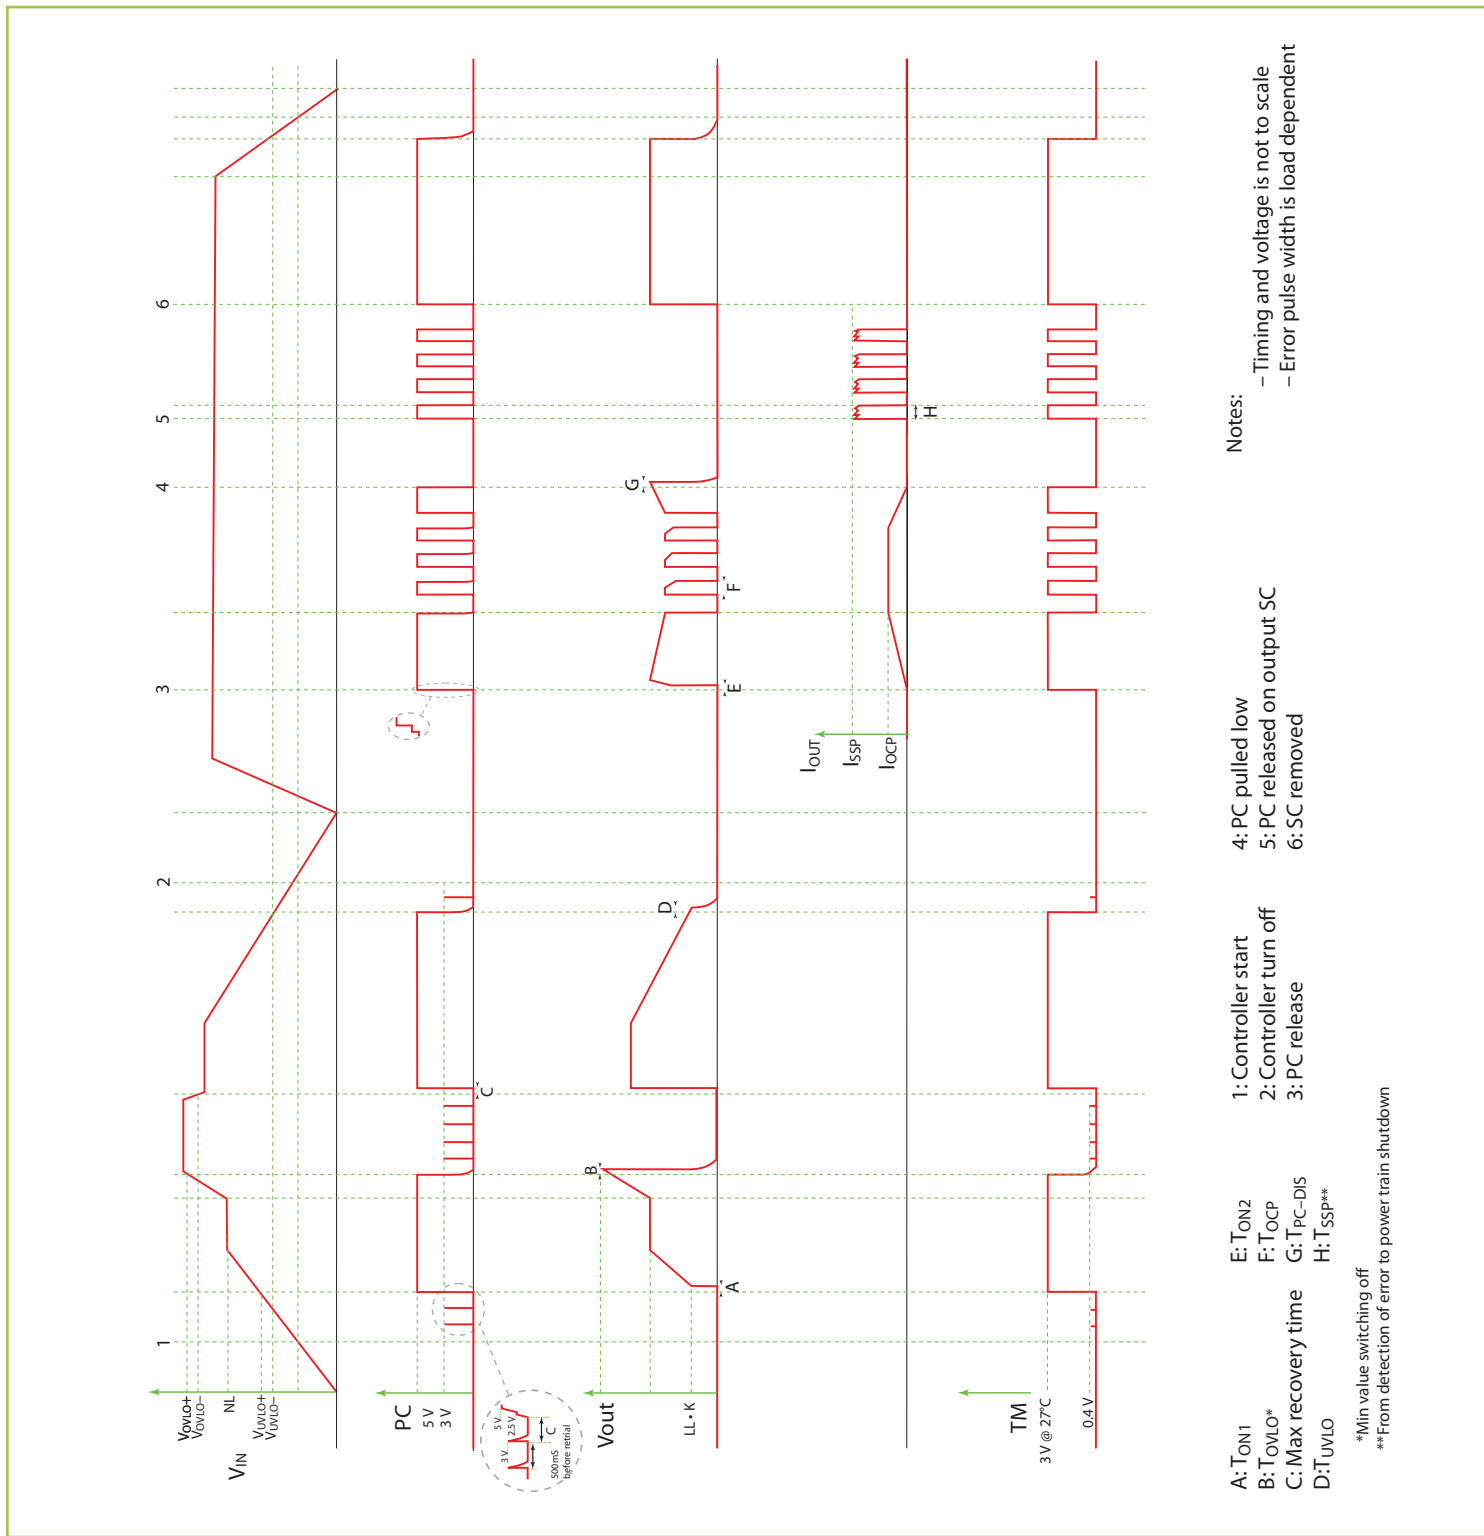 1
2
3
4
5
6
VOVLO+
VOVLO–
NL
VUVLO+
VUVLO–
VIN
PC
5 V
3 V
3 V
5 V
2.5 V
C
500mS
before retrial
C
Vout
LL • K
A
B
D
E
F
G
IOUT
ISSP
IOCP
H
TM
3 V @ 27°C
0.4 V
A: TON1
B: TOVLO*
C: Max recovery time
D:TUVLO
E: TON2
F: TOCP
G: TPC–DIS
H: TSSP**
1: Controller start
2: Controller turn off
3: PC release
4: PC pulled low
5: PC released on output SC
6: SC removed
Notes:
– Timing and voltage is not to scale
– Error pulse width is load dependent
*Min value switching off
**From detection of error to power train shutdown